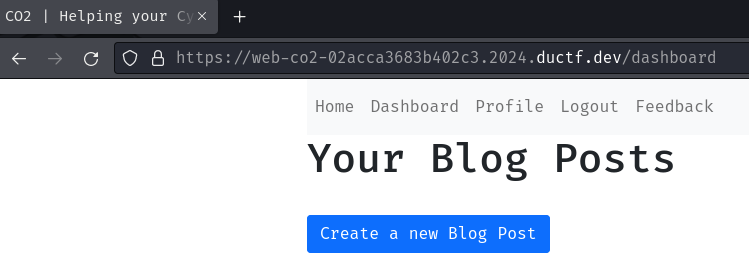 CO2 | Helping your Cy
https://web-co2-02acca3683b402c3.2024.ductf.dev/dashboard
Home Dashboard Profile Logout Feedback
Your Blog Posts
Create a new Blog Post